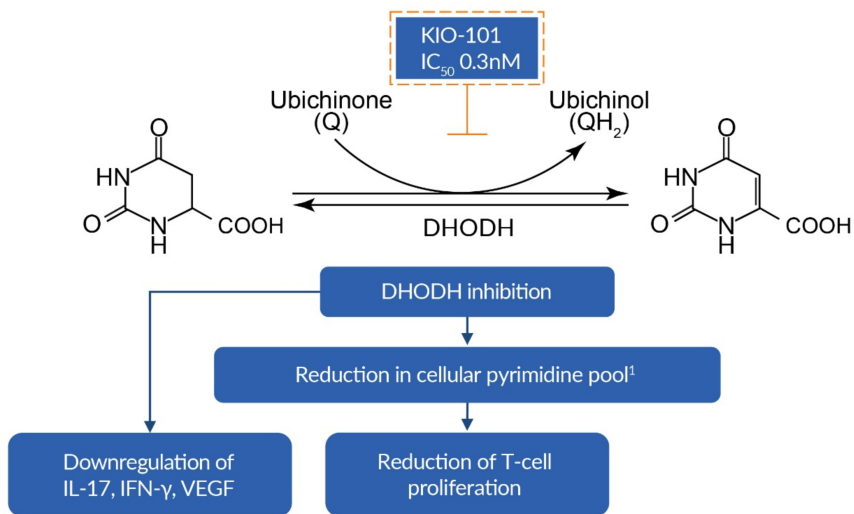 KIO-101
IC₅₀ 0.3nM
Ubichinone
(Q)
Ubichinol
(QH₂)
O
HN
O
N
H
COOH
DHODH
O
HN
O
N
H
COOH
DHODH inhibition
Reduction in cellular pyrimidine pool¹
Downregulation of
IL-17, IFN-γ, VEGF
Reduction of T-cell
proliferation